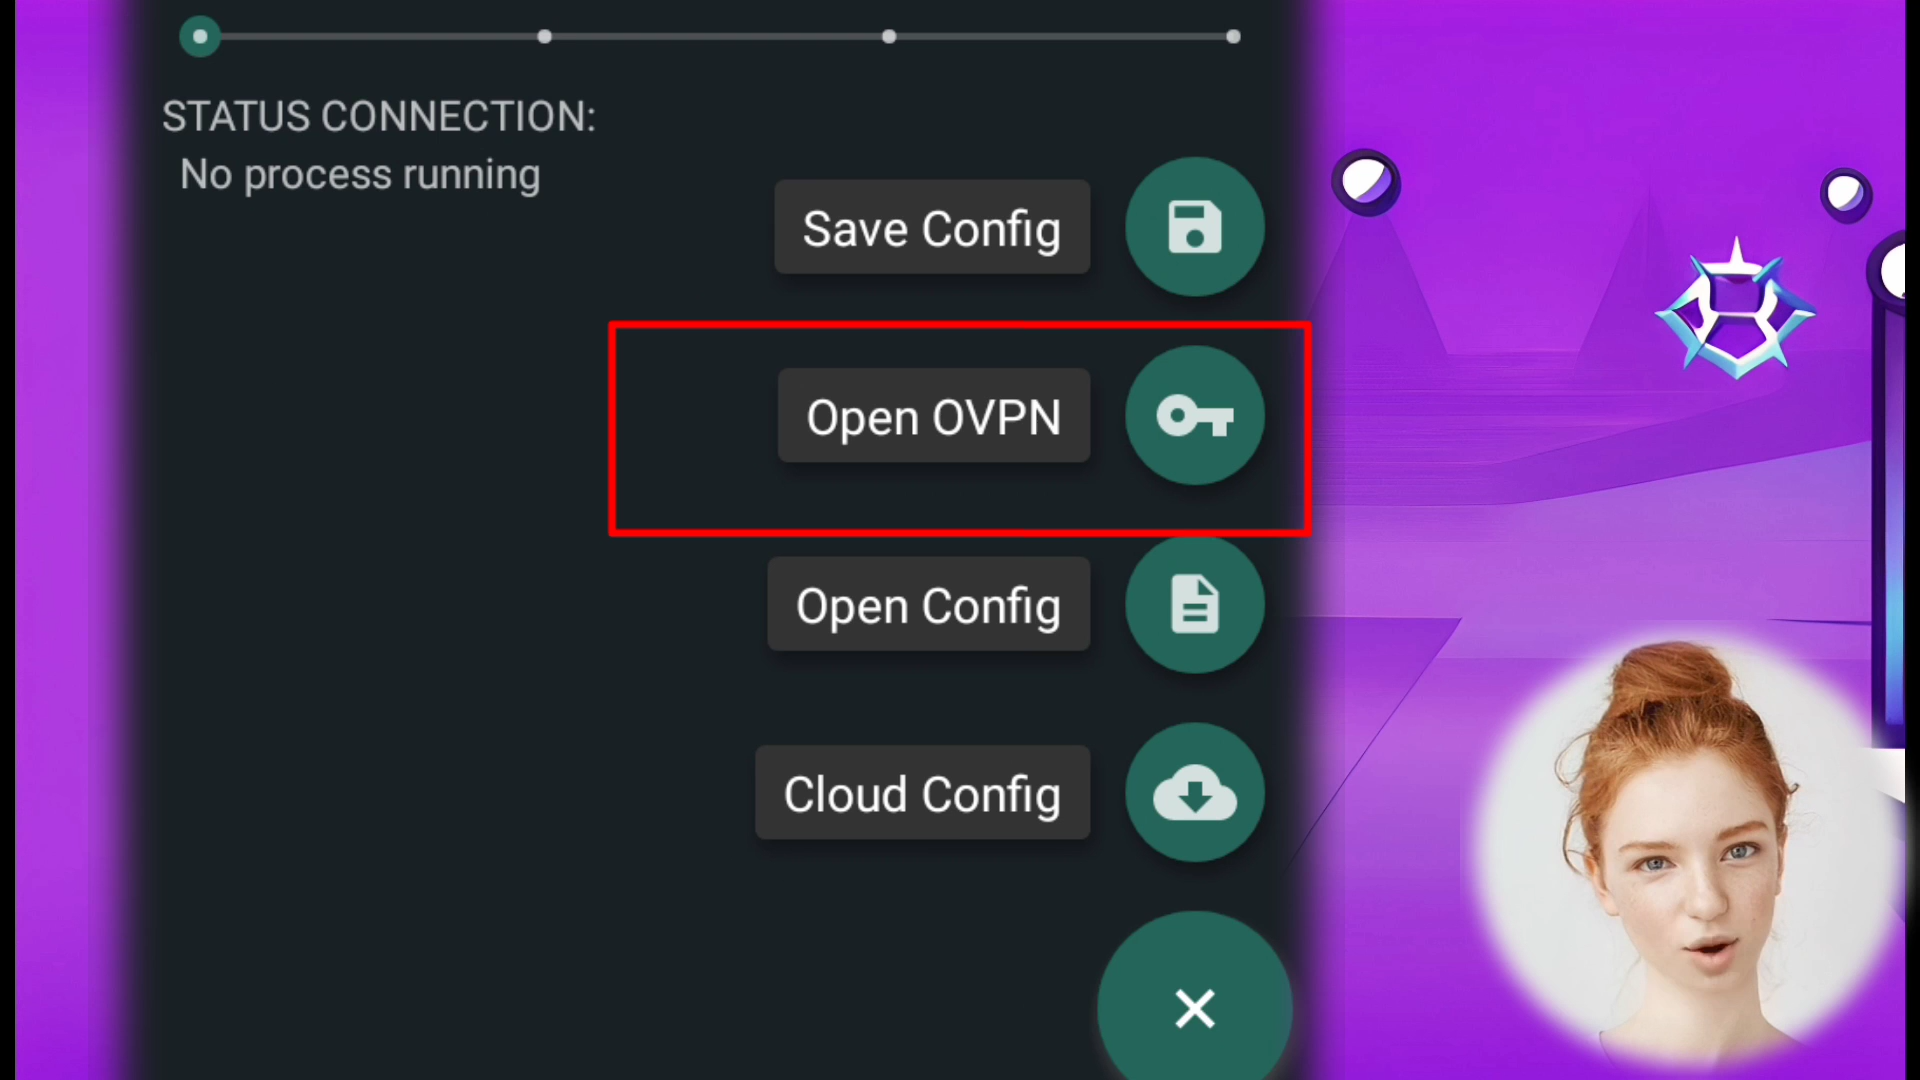 STATUS CONNECTION:
No process running
Save Config
Open OVPN
Open Config
Cloud Config